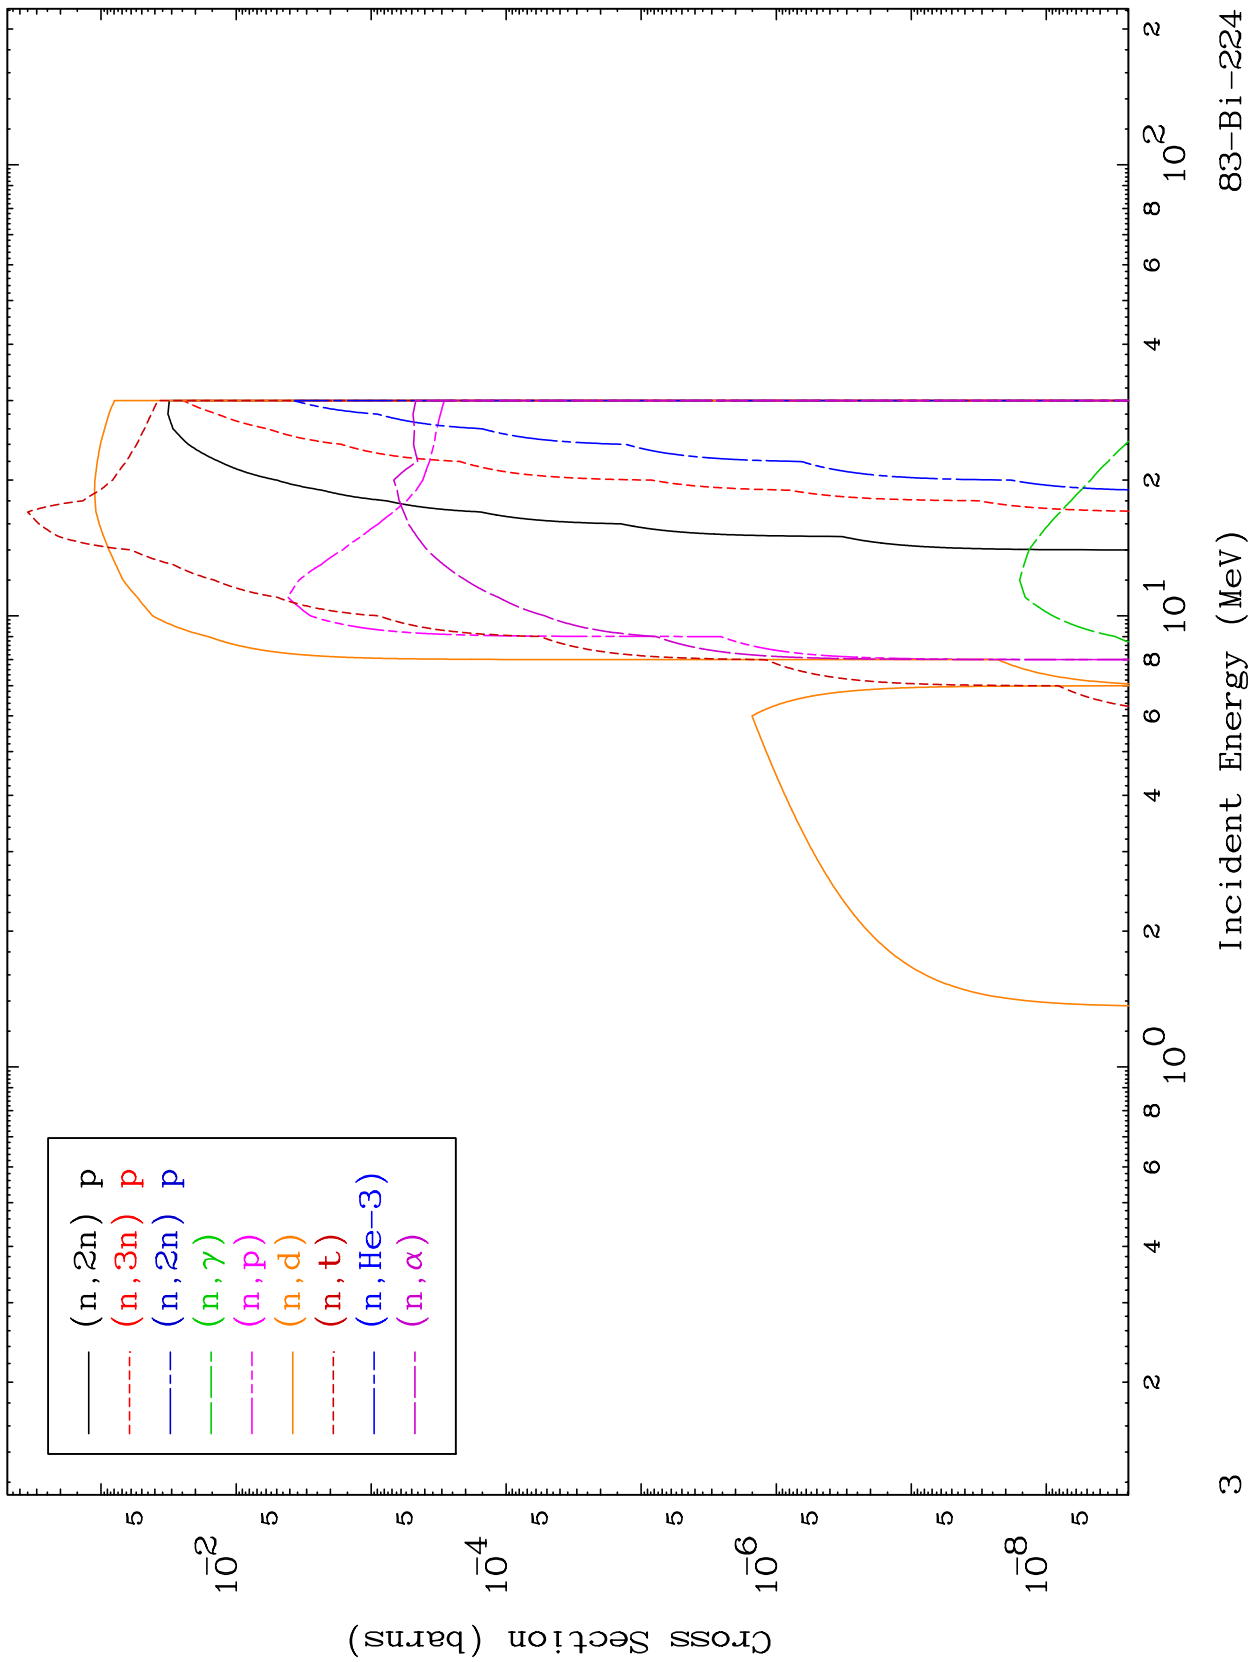 (n,2n) p
(n,3n) p
(n,2n) p
(n,γ)
(n,p)
(n,d)
(n,t)
(n,He-3)
(n,α)
Cross Section (barns)
5
10-2
5
5
10-4
5
5
10-6
5
5
10-8
5
2 4 6 8 10 0 2 4 6 8 10 1 2 4 6 8 10 2 2
Incident Energy (MeV)
3
83-Bi-224